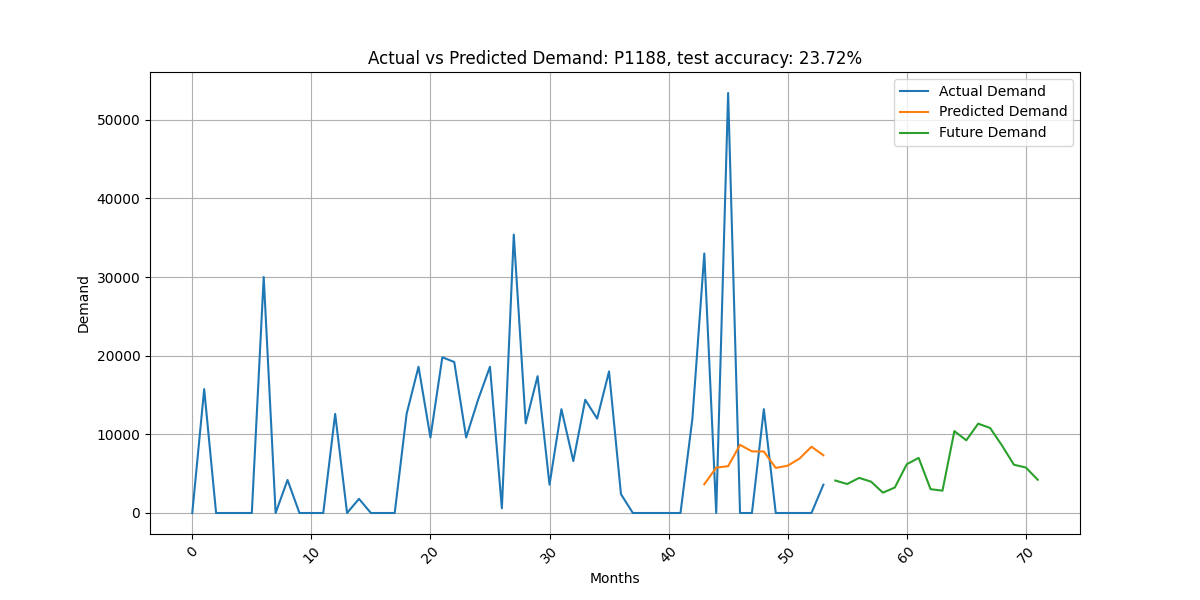 Actual vs Predicted Demand: P1188, test accuracy: 23.72%
Actual Demand
Predicted Demand
Future Demand
Demand
50000
40000
30000
20000
10000
0
0 10 20 30 40 50 60 70
Months